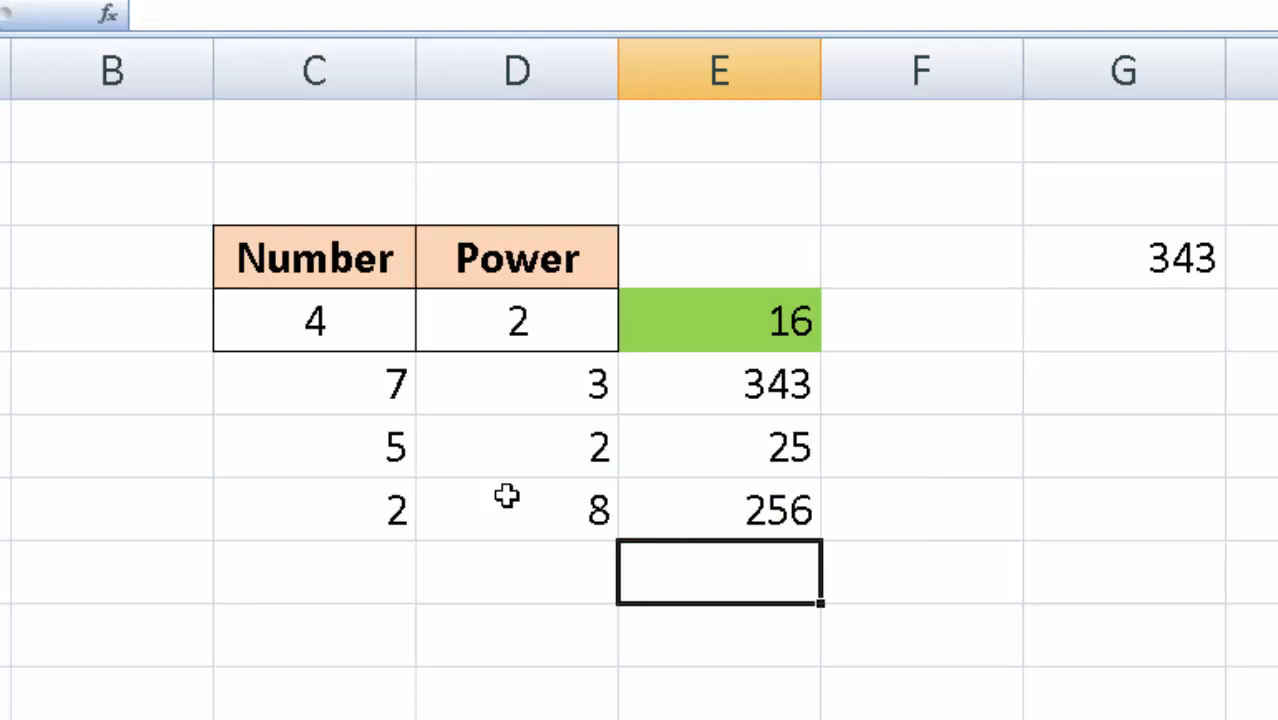 fx
B C D E F G
Number Power 343
4 2 16
7 3 343
5 2 25
2 8 256